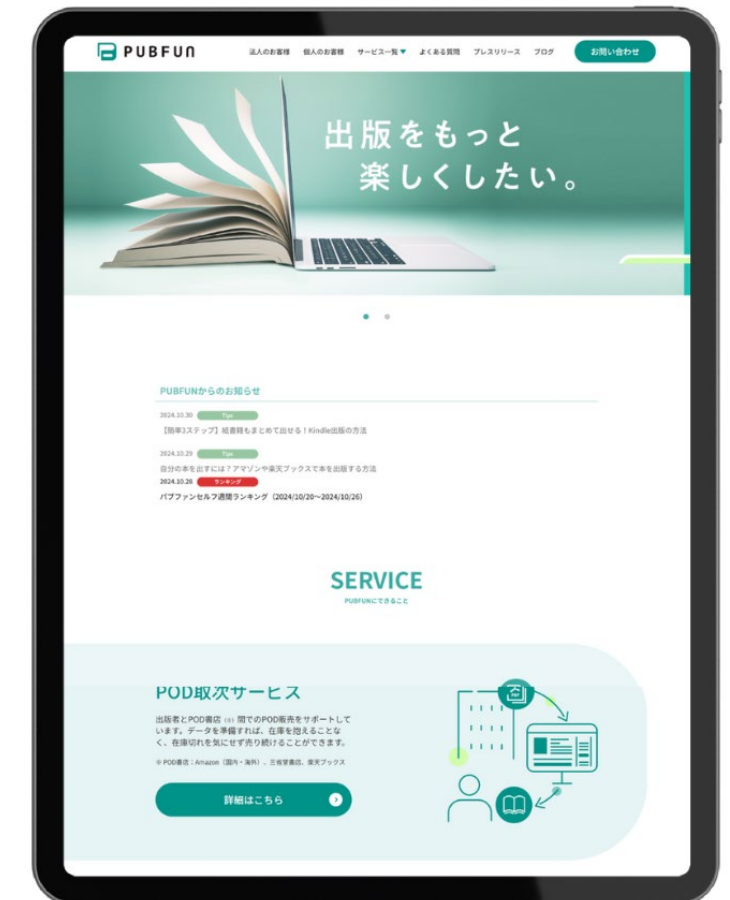 PUBFUN
法人のお客様 個人のお客様 サービス一覧▼ よくある質問 プレスリリース ブログ お問い合わせ
出版をもっと
楽しくしたい。
PUBFUNからのお知らせ
2024.10.30 Tips
【簡単3ステップ】紙書籍もまとめて出せる！Kindle出版の方法
2024.10.29 Tips
自分の本を出すには？アマゾンや楽天ブックスで本を出版する方法
2024.10.28 ランキング
パブファンセルフ週間ランキング（2024/10/20～2024/10/26）
SERVICE
PUBFUNにできること
POD取次サービス
出版者とPOD書店（※）間でのPOD販売をサポートして
います。データを準備すれば、在庫を抱えることな
く、在庫切れを気にせず売り続けることができます。
※ POD書店：Amazon（国内・海外）、三省堂書店、楽天ブックス
詳細はこちら